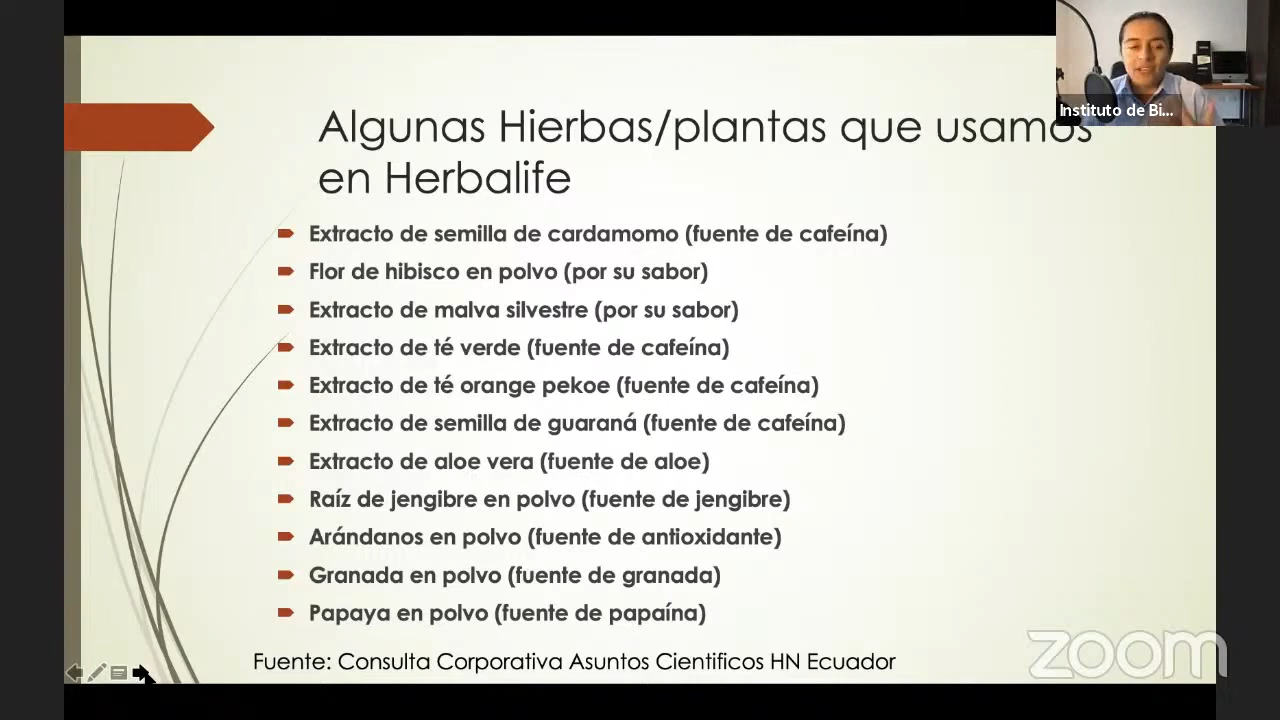 Algunas Hierbas/plantas que usamos
en Herbalife
Extracto de semilla de cardamomo (fuente de cafeína)
Flor de hibisco en polvo (por su sabor)
Extracto de malva silvestre (por su sabor)
Extracto de té verde (fuente de cafeína)
Extracto de té orange pekoe (fuente de cafeína)
Extracto de semilla de guaraná (fuente de cafeína)
Extracto de aloe vera (fuente de aloe)
Raíz de jengibre en polvo (fuente de jengibre)
Arándanos en polvo (fuente de antioxidante)
Granada en polvo (fuente de granada)
Papaya en polvo (fuente de papaína)
Fuente: Consulta Corporativa Asuntos Cientificos HN Ecuador
Instituto de Bi...
zoom